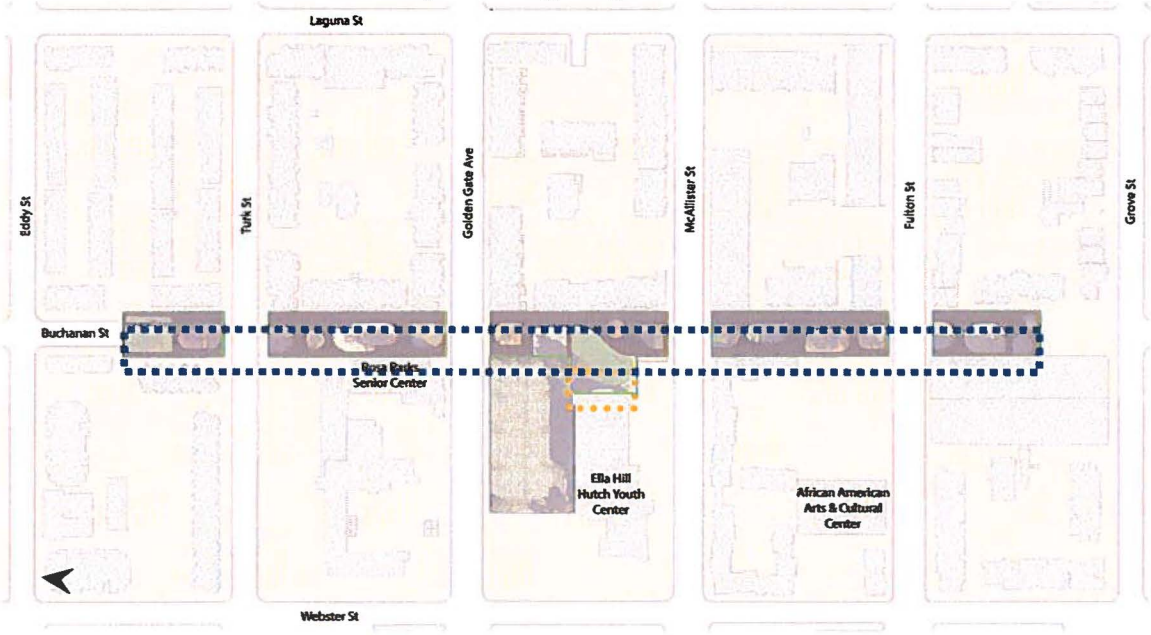 Laguna St
Eddy St
Turk St
Golden Gate Ave
McAllister St
Fulton St
Grove St
Buchanan St
Rosa Parks
Senior Center
Ella Hill
Hutch Youth
Center
African American
Arts & Cultural
Center
Webster St